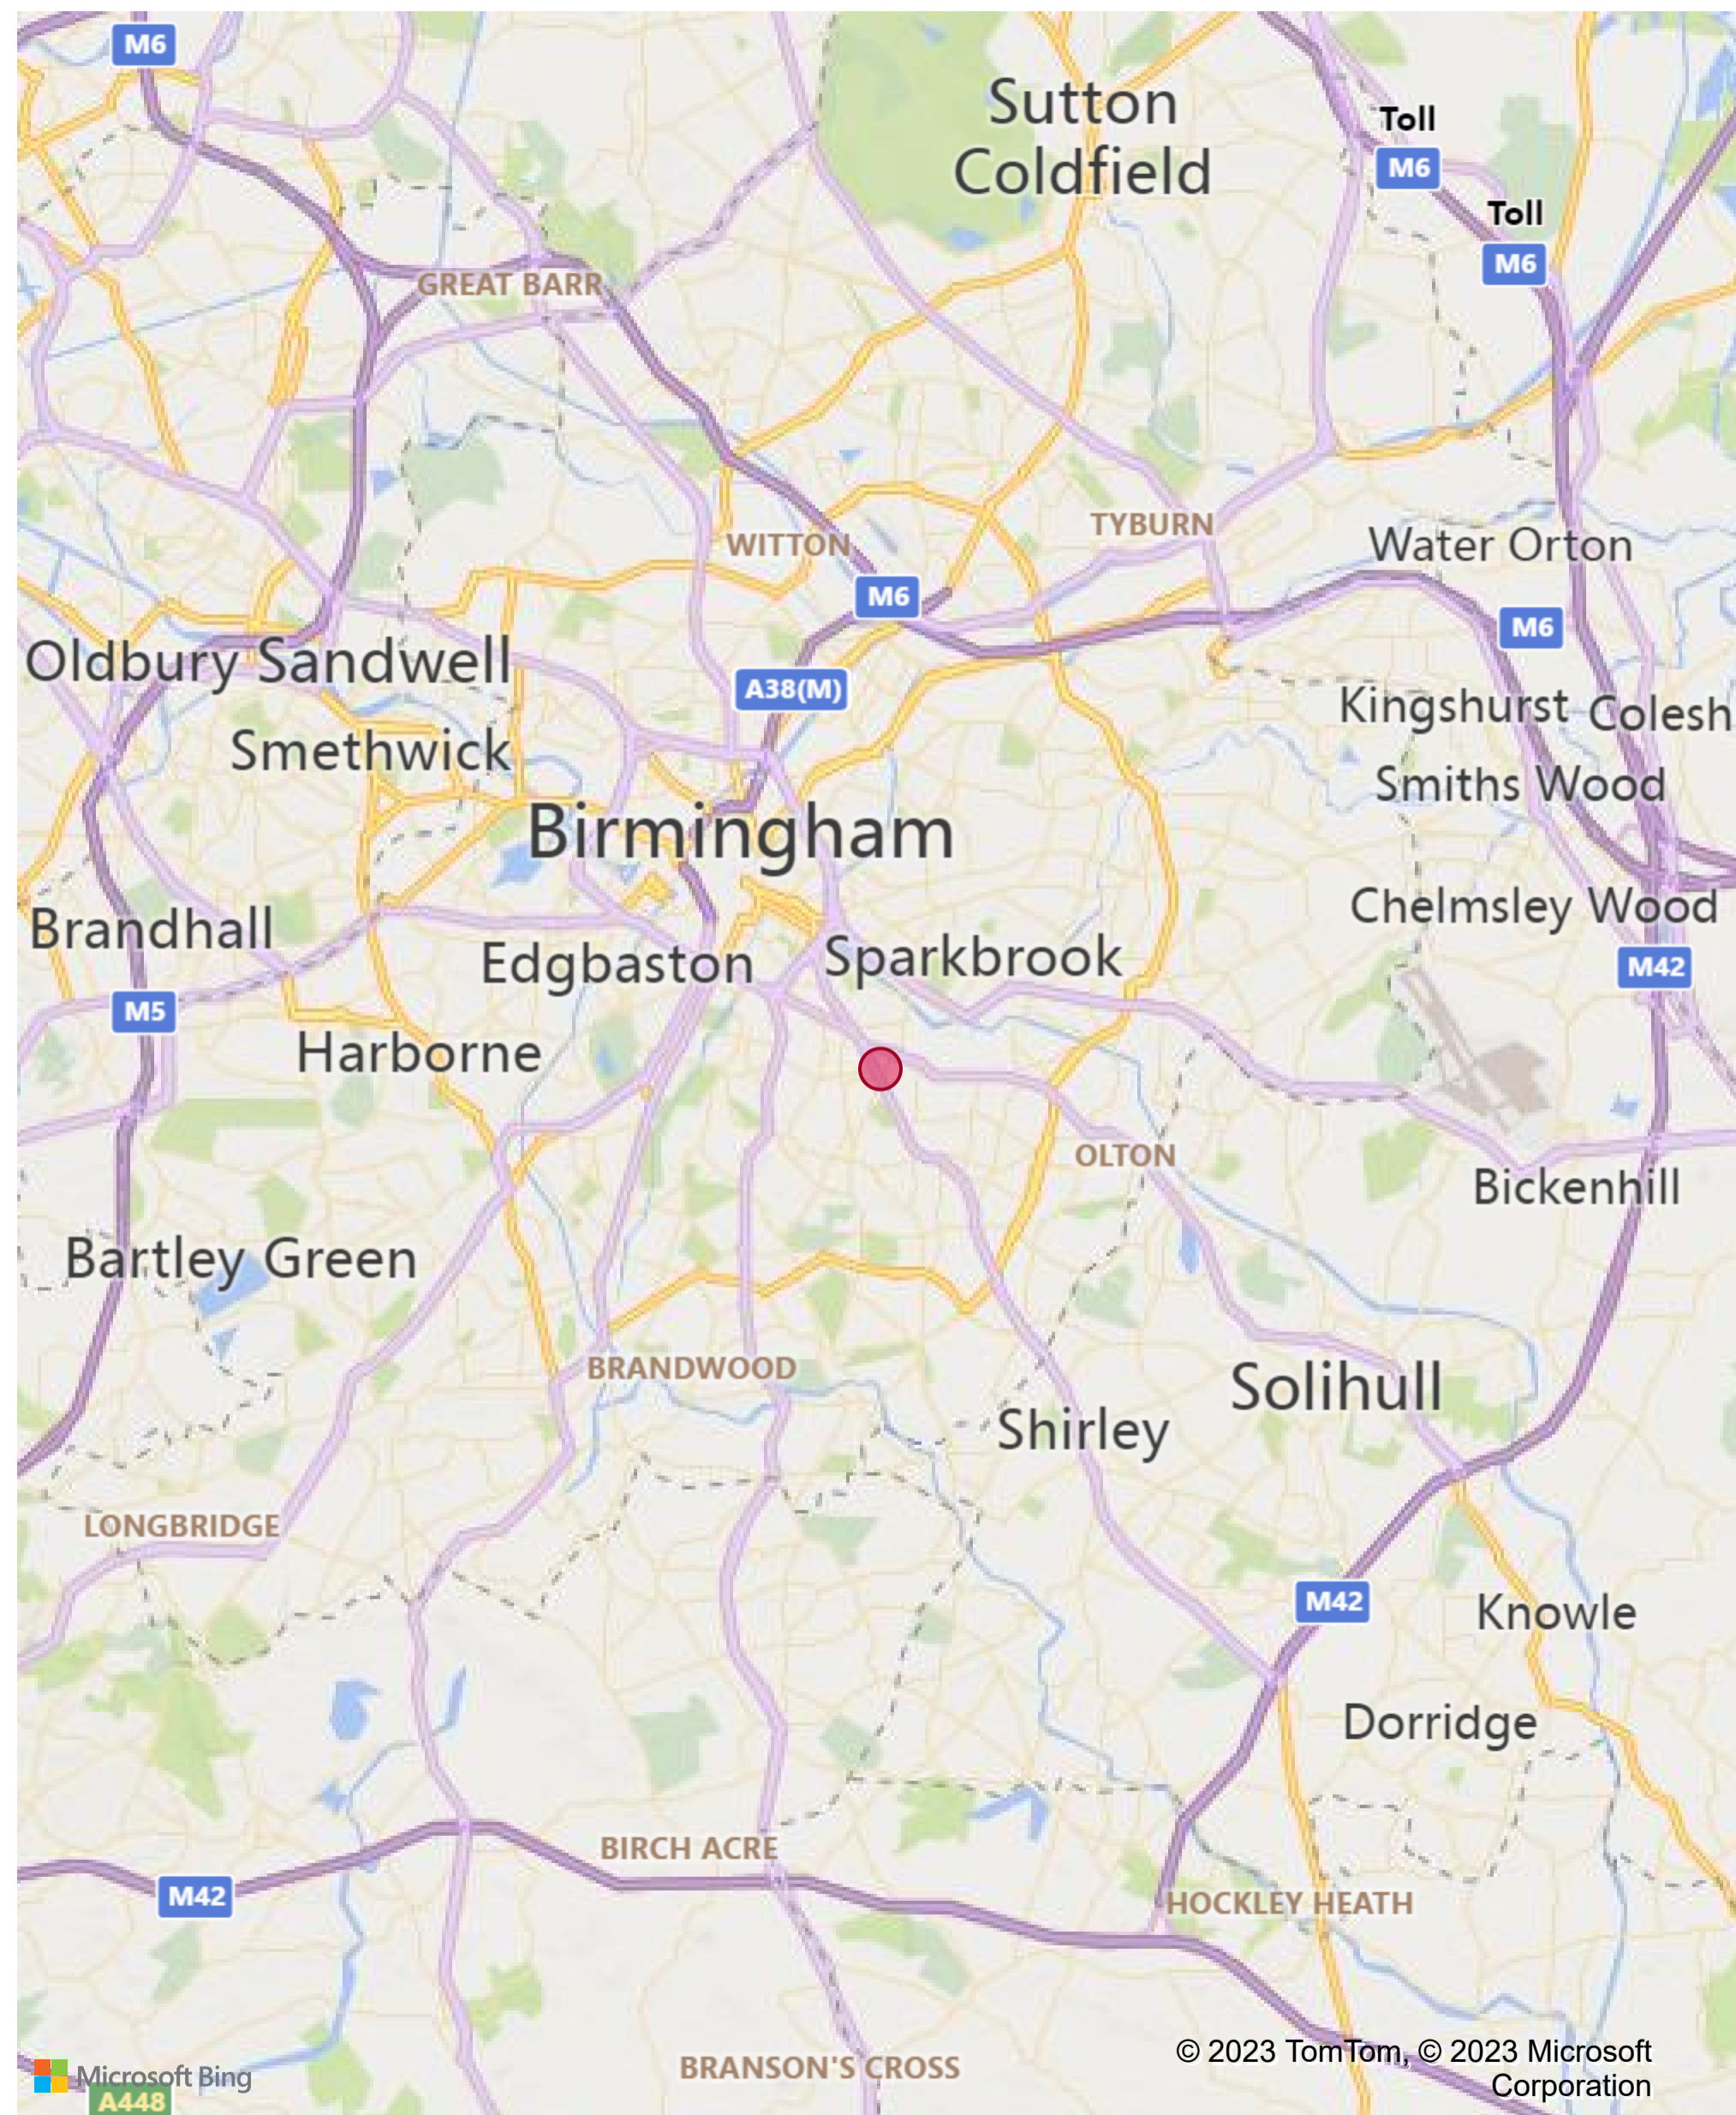 M6
Sutton
Coldfield
Toll
M6
Toll
M6
GREAT BARR
TYBURN
WITTON
Water Orton
M6
M6
Oldbury
Sandwell
A38(M)
Kingshurst
Colesh
Smethwick
Smiths Wood
Birmingham
Chelmsley Wood
Brandhall
Edgbaston
Sparkbrook
M42
M5
Harborne
OLTON
Bickenhill
Bartley Green
BRANDWOOD
Solihull
Shirley
LONGBRIDGE
M42
Knowle
Dorridge
BIRCH ACRE
M42
HOCKLEY HEATH
© 2023 TomTom, © 2023 Microsoft
Corporation
BRANSON'S CROSS
Microsoft Bing
A448